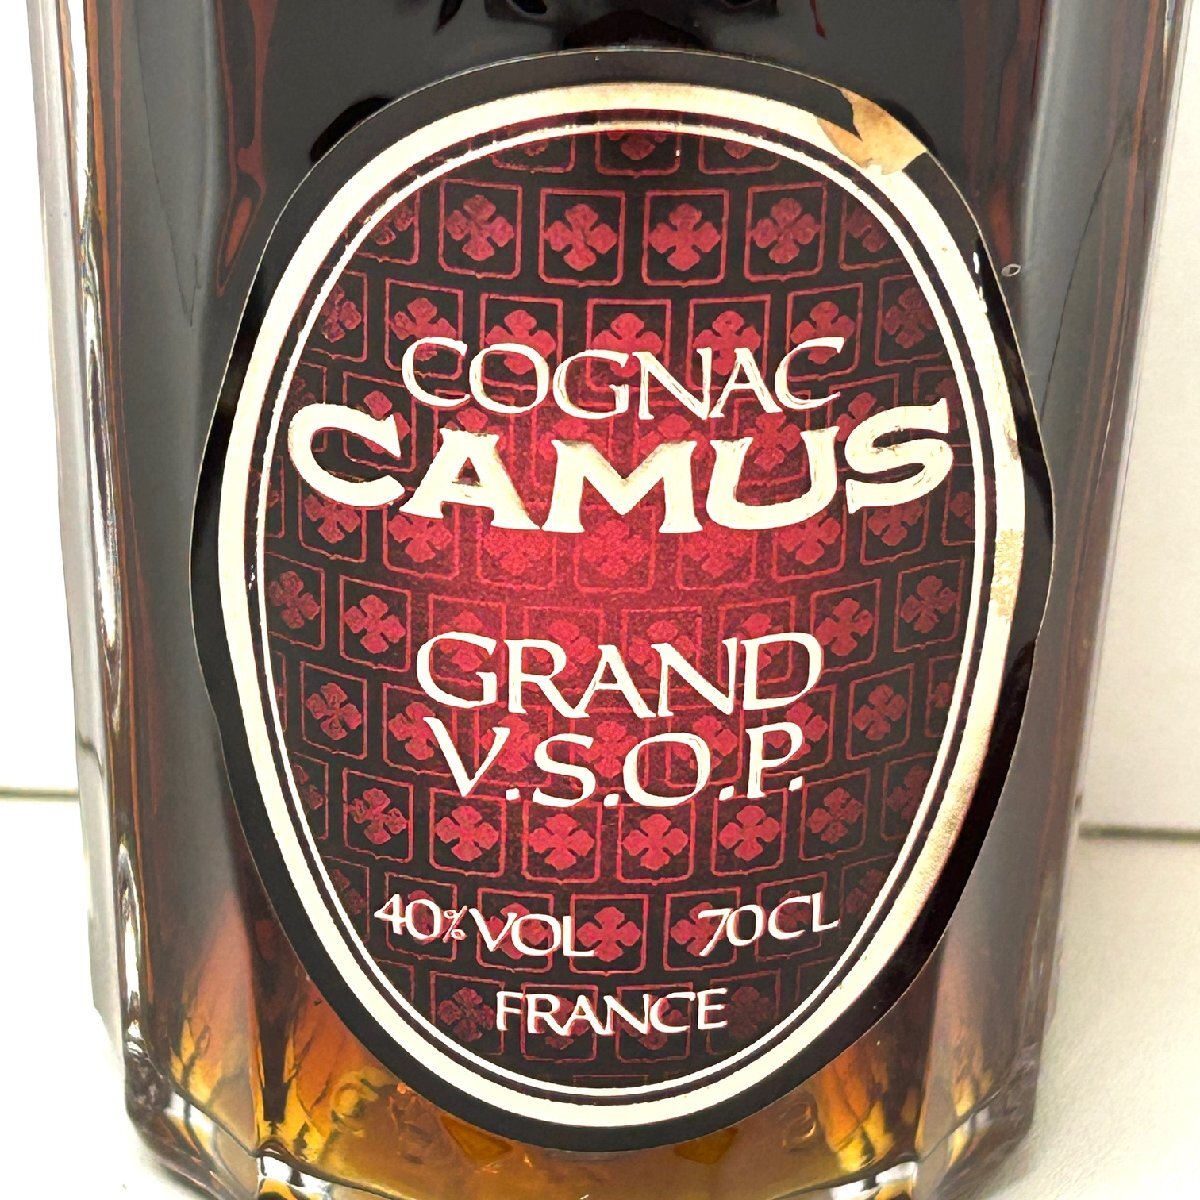 COGNAC
CAMUS
GRAND
V.S.O.P.
40% VOL 70CL
FRANCE